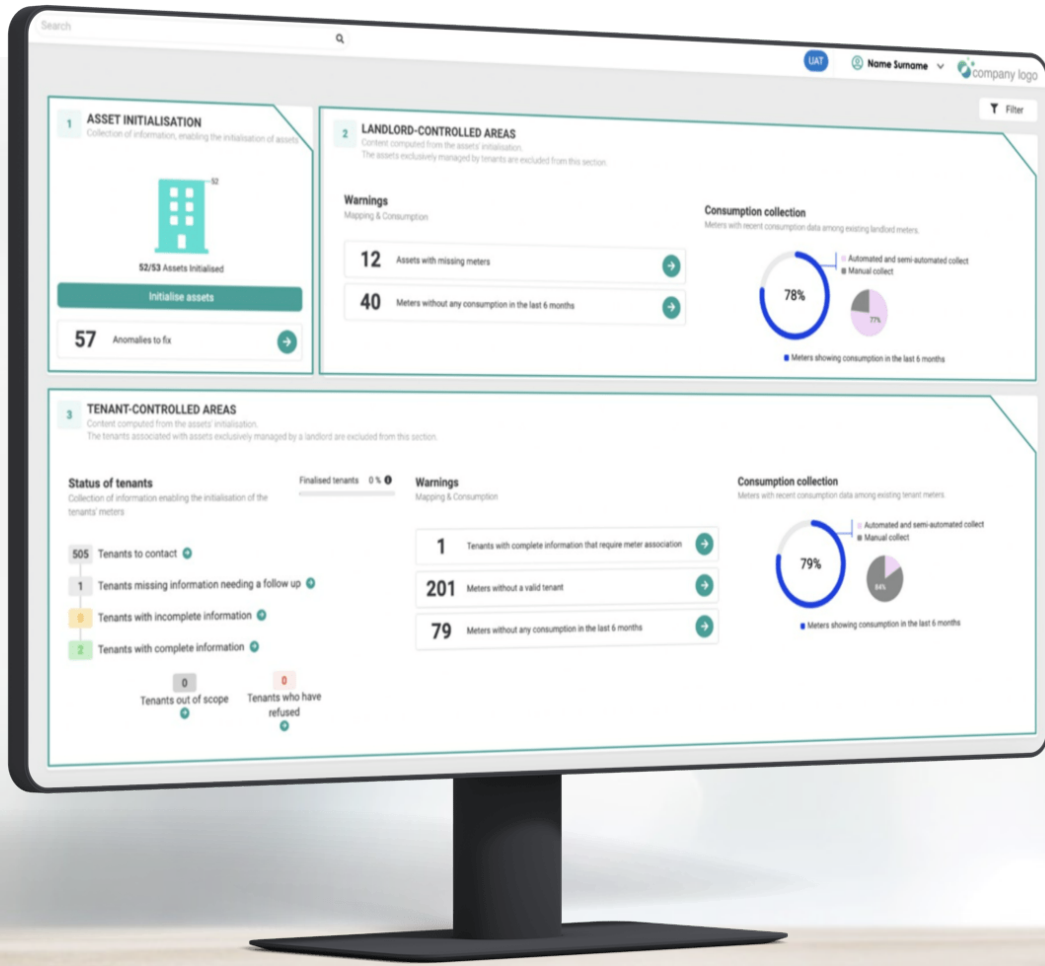 Search
UAT
Name Surname
company logo
Filter
1
ASSET INITIALISATION
Collection of information, enabling the initialisation of assets
52
52/53 Assets Initialised
Initialise assets
57 Anomalies to fix
2
LANDLORD-CONTROLLED AREAS
Content computed from the assets' initialisation.
The assets exclusively managed by tenants are excluded from this section.
Warnings
Mapping & Consumption
12 Assets with missing meters
40 Meters without any consumption in the last 6 months
Consumption collection
Meters with recent consumption data among existing landlord meters.
78%
Automated and semi-automated collect
Manual collect
77%
Meters showing consumption in the last 6 months
3
TENANT-CONTROLLED AREAS
Content computed from the assets' initialisation.
The tenants associated with assets exclusively managed by a landlord are excluded from this section.
Status of tenants
Collection of information enabling the initialisation of the
tenants' meters
Finalised tenants 0 %
505 Tenants to contact
1 Tenants missing information needing a follow up
0 Tenants with incomplete information
2 Tenants with complete information
0
Tenants out of scope
0
Tenants who have
refused
Warnings
Mapping & Consumption
1 Tenants with complete information that require meter association
201 Meters without a valid tenant
79 Meters without any consumption in the last 6 months
Consumption collection
Meters with recent consumption data among existing tenant meters.
79%
Automated and semi-automated collect
Manual collect
84%
Meters showing consumption in the last 6 months